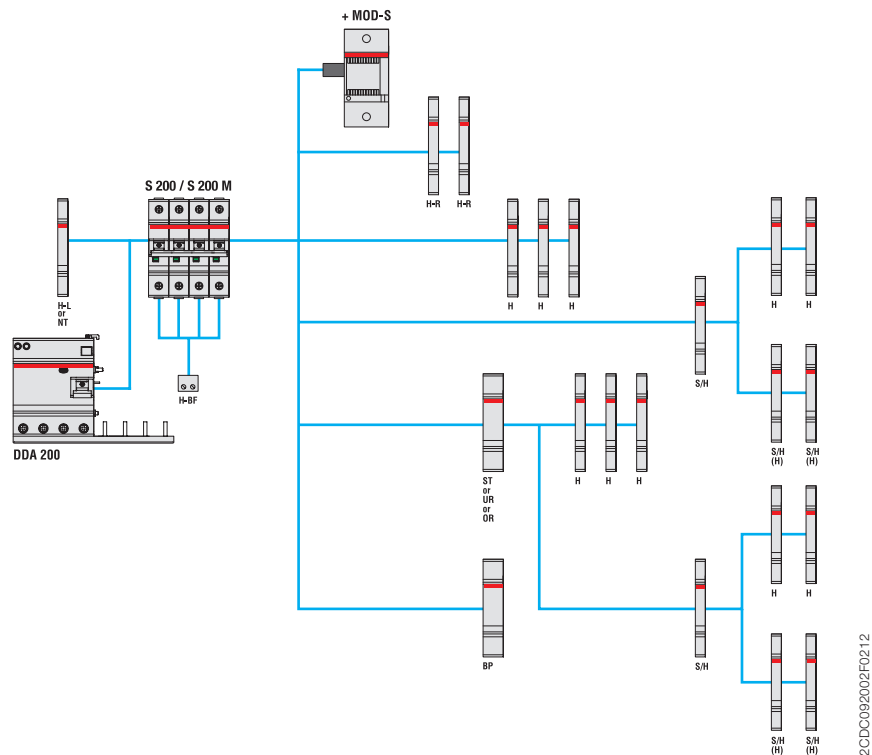 + MOD-S
H-R
H-R
S 200 / S 200 M
H-L
or
NT
H
H
H
H
H
S/H
H-BF
DDA 200
ST
or
UR
or
OR
H
H
H
S/H
(H)
S/H
(H)
H
H
BP
S/H
S/H
(H)
S/H
(H)
2CDC092002F0212